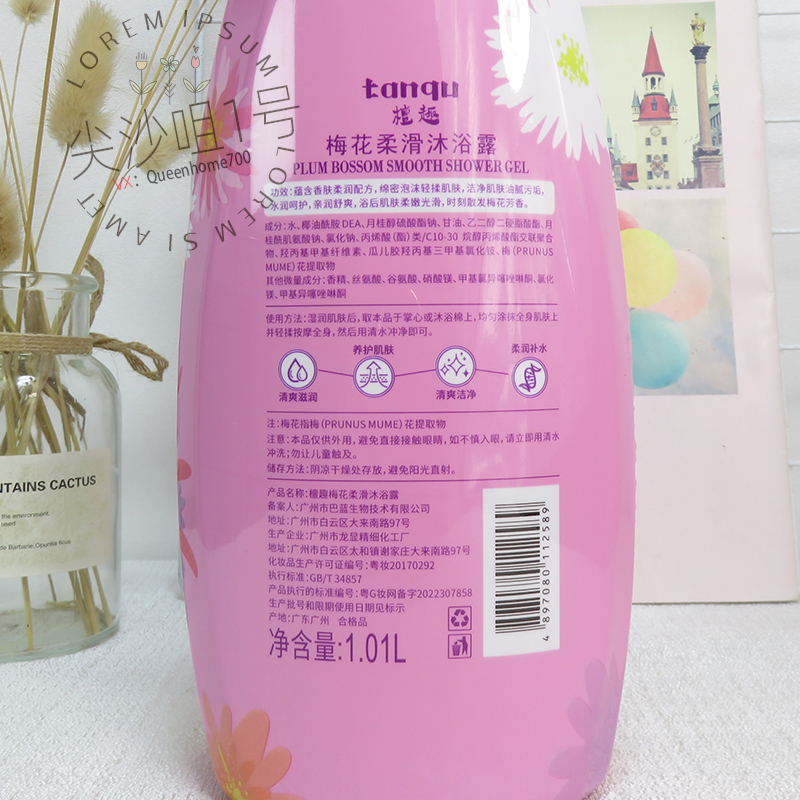 LOREM IPSUM
LOREM SI AMET
尖沙咀1号
VX: Queenhome700
tanqu
檀趣
梅花柔滑沐浴露
PLUM BOSSOM SMOOTH SHOWER GEL
功效:蕴含香肤柔润配方，绵密泡沫轻揉肌肤，洁净肌肤油腻污垢，
水润呵护，亲润舒爽，浴后肌肤柔嫩光滑，时刻散发梅花芳香。
成分:水、椰油酰胺 DEA、月桂醇硫酸酯钠、甘油、乙二醇二硬脂酸酯、月
桂酰肌氨酸钠、氯化钠、丙烯酸（酯）类/C10-30 烷醇丙烯酸酯交联聚合
物、羟丙基甲基纤维素、瓜儿胶羟丙基三甲基氯化铵、梅 (PRUNUS
MUME) 花提取物
其他微量成分:香精、丝氨酸、谷氨酸、硝酸镁、甲基氯异噻唑啉酮、氯化
镁、甲基异噻唑啉酮
使用方法: 湿润肌肤后，取本品于掌心或沐浴棉上，均匀涂抹全身肌肤上
并轻揉按摩全身，然后用清水冲净即可。
养护肌肤
柔润补水
清爽滋润
清爽洁净
注: 梅花指梅 (PRUNUS MUME) 花提取物
注意: 本品仅供外用，避免直接接触眼睛，如不慎入眼，请立即用清水
冲洗;勿让儿童触及。
储存方法: 阴凉干燥处存放，避免阳光直射。
产品名称:檀趣梅花柔滑沐浴露
备案人:广州市巴蓝生物技术有限公司
地址:广州市白云区大来南路97号
生产企业:广州市龙显精细化工厂
地址:广州市白云区太和镇谢家庄大来南路97号
化妆品生产许可证编号:粤妆20170292
执行标准:GB/T 34857
产品执行的标准编号:粤G妆网备字2022307858
生产批号和限期使用日期见标示
产地:广东广州 合格品
净含量:1.01L
4 897080 112589
NTAINS CACTUS
the environment.
used
de Barbarie,Opuntia ficus